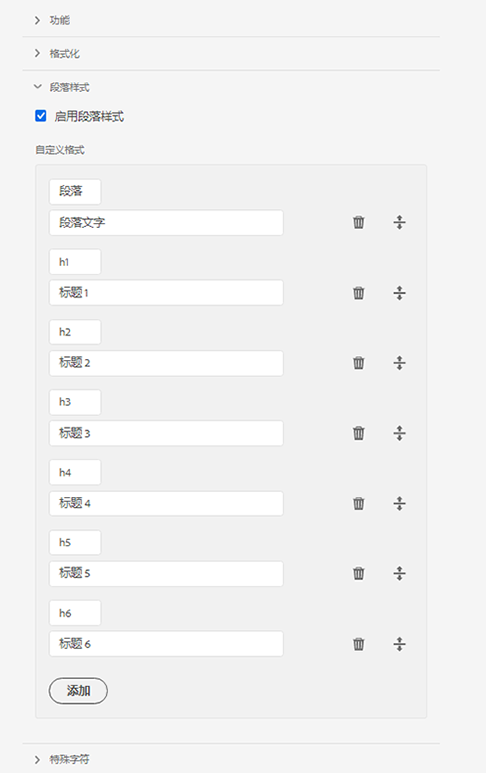 功能
格式化
段落样式
启用段落样式
自定义格式
段落
段落文字
h1
标题 1
h2
标题 2
h3
标题 3
h4
标题 4
h5
标题 5
h6
标题 6
添加
特殊字符